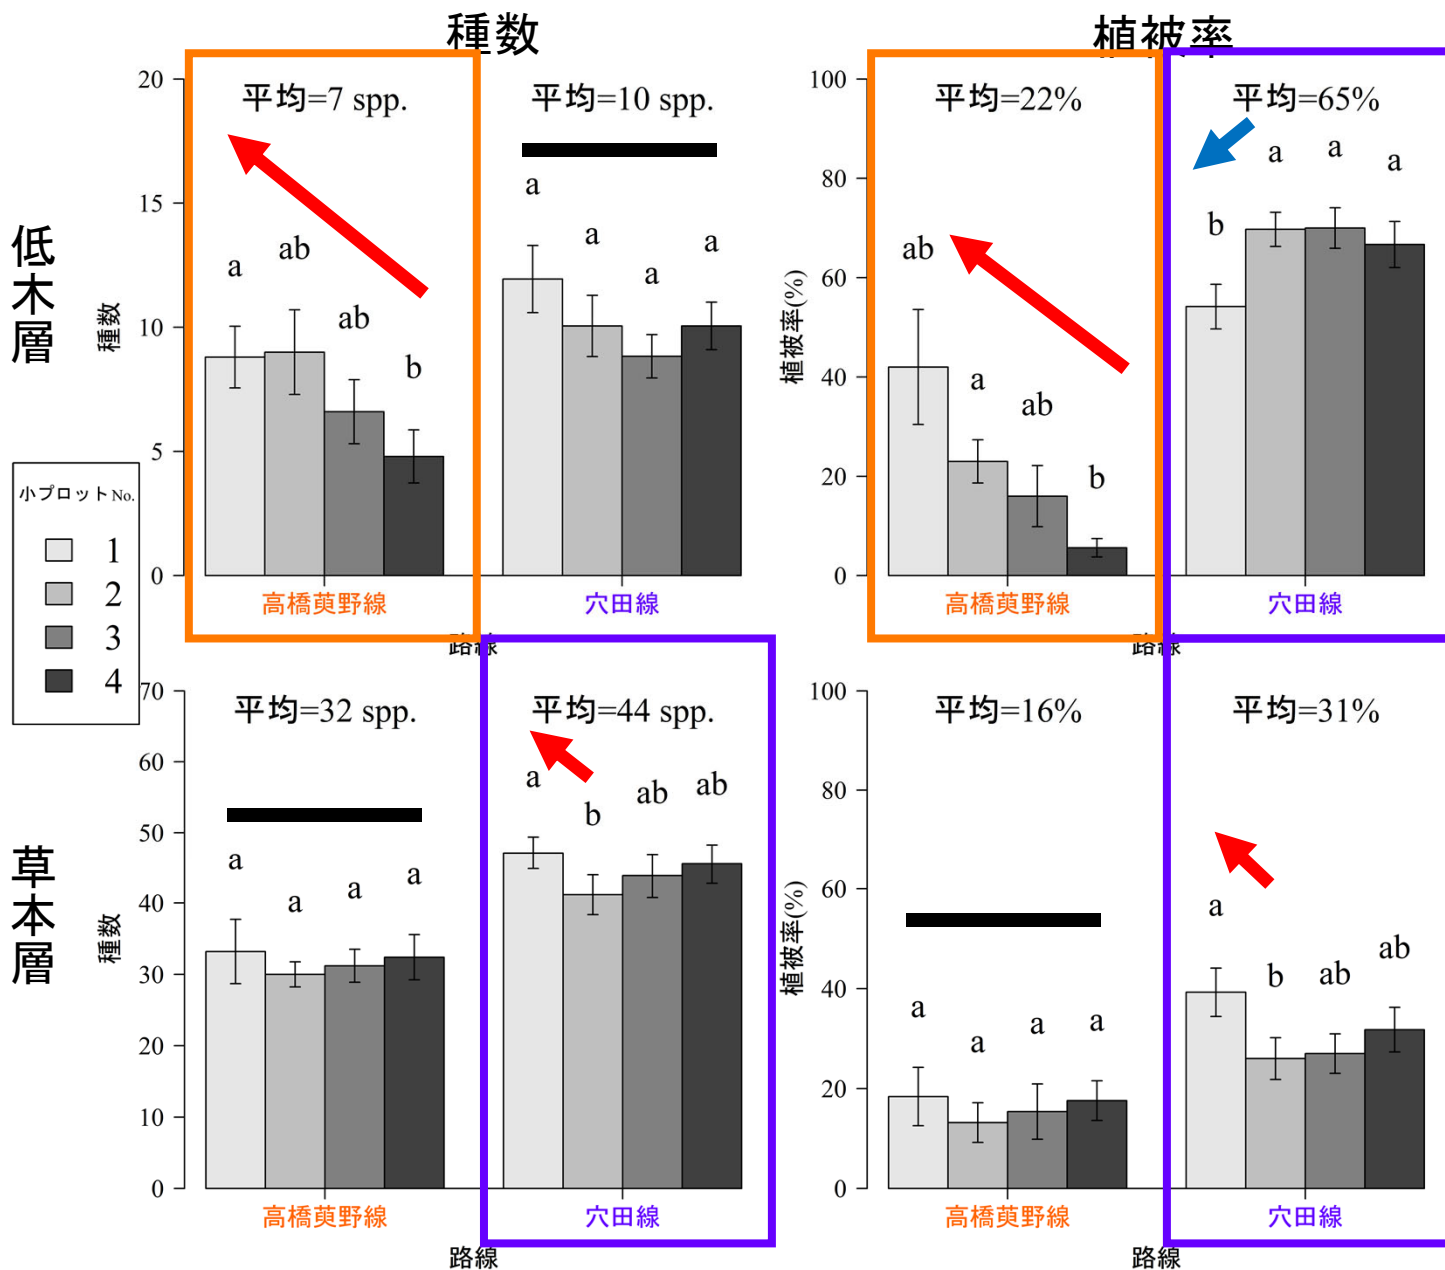 種数
植被率
低木層
草本層
小プロットNo.
1
2
3
4
平均=7 spp.
平均=10 spp.
a
ab
ab
b
a
a
a
a
20
15
10
5
0
種数
高橋萸野線
穴田線
路線
平均=22%
平均=65%
ab
a
ab
b
b
a
a
a
100
80
60
40
20
0
植被率(%)
高橋萸野線
穴田線
路線
平均=32 spp.
平均=44 spp.
a
a
a
a
a
b
ab
ab
70
60
50
40
30
20
10
0
種数
高橋萸野線
穴田線
路線
平均=16%
平均=31%
a
a
a
a
a
b
ab
ab
100
80
60
40
20
0
植被率(%)
高橋萸野線
穴田線
路線